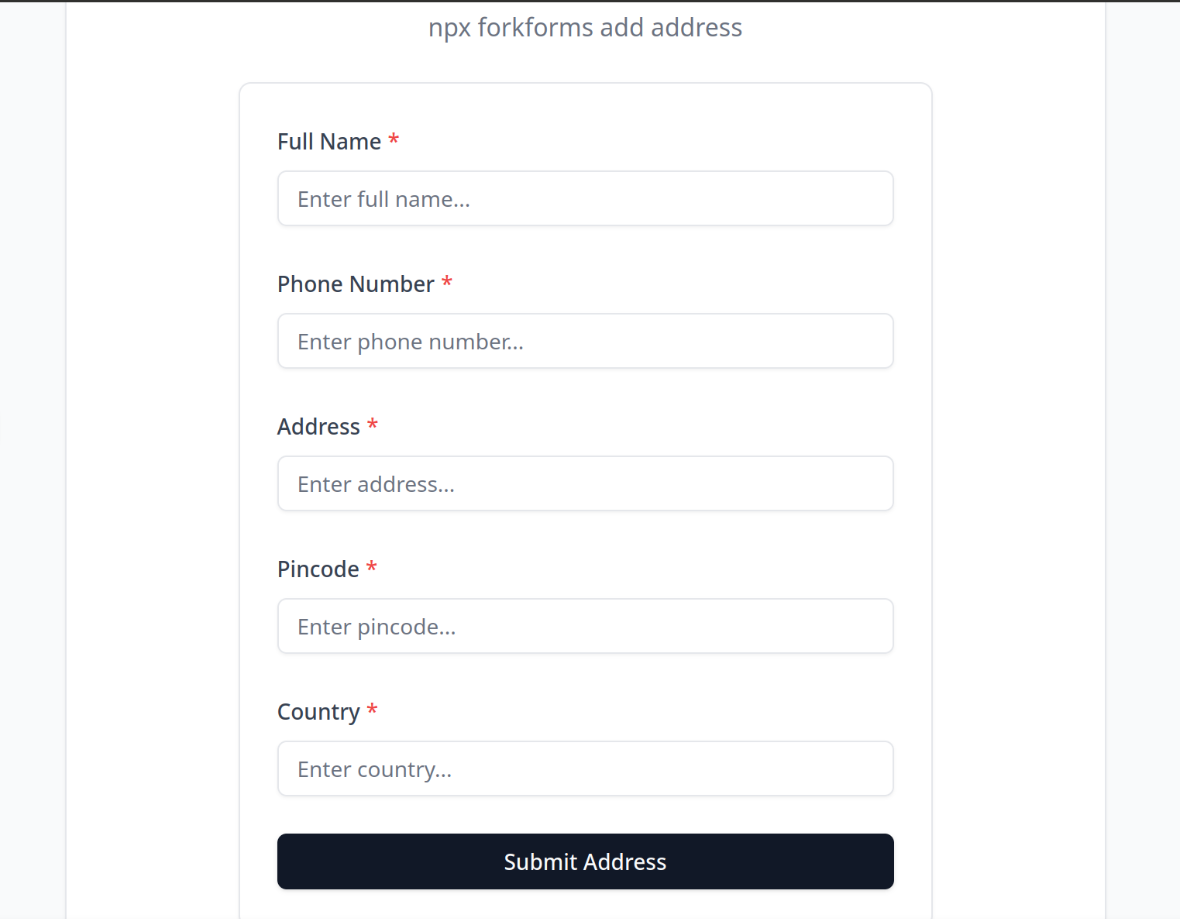 npx forkforms add address
Full Name *
Enter full name...
Phone Number *
Enter phone number...
Address *
Enter address...
Pincode *
Enter pincode...
Country *
Enter country...
Submit Address